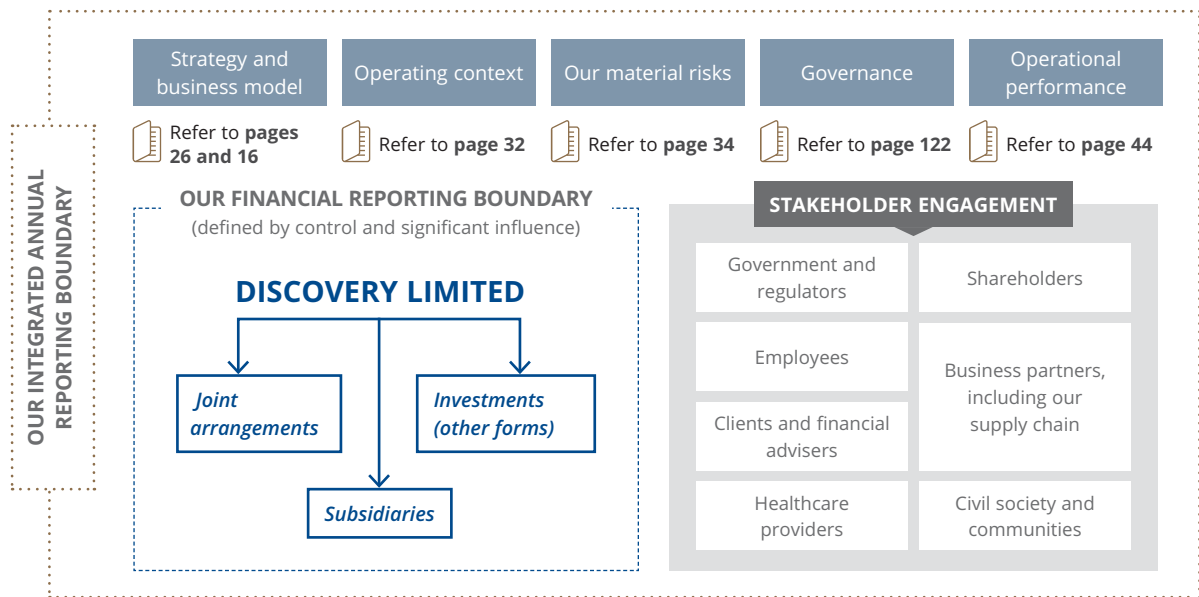 OUR INTEGRATED ANNUAL
REPORTING BOUNDARY
Strategy and
business model
Operating context
Our material risks
Governance
Operational
performance
Refer to pages
26 and 16
Refer to page 32
Refer to page 34
Refer to page 122
Refer to page 44
OUR FINANCIAL REPORTING BOUNDARY
(defined by control and significant influence)
DISCOVERY LIMITED
Joint
arrangements
Investments
(other forms)
Subsidiaries
STAKEHOLDER ENGAGEMENT
Government and
regulators
Shareholders
Employees
Business partners,
including our
supply chain
Clients and financial
advisers
Healthcare
providers
Civil society and
communities